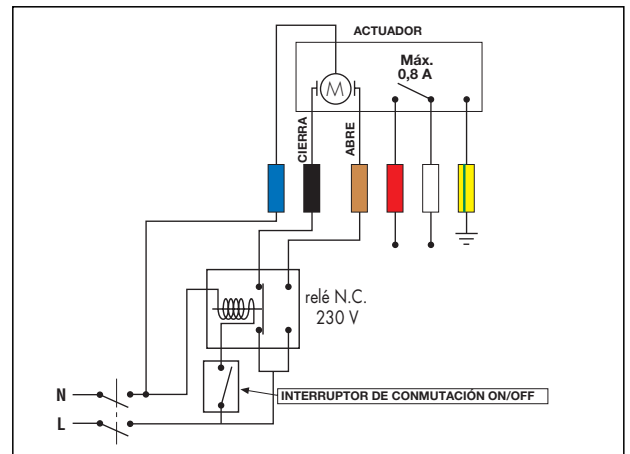 ACTUADOR
Máx.
0,8 A
M
CIERRA
ABRE
relé N.C.
230 V
N
INTERRUPTOR DE CONMUTACIÓN ON/OFF
L